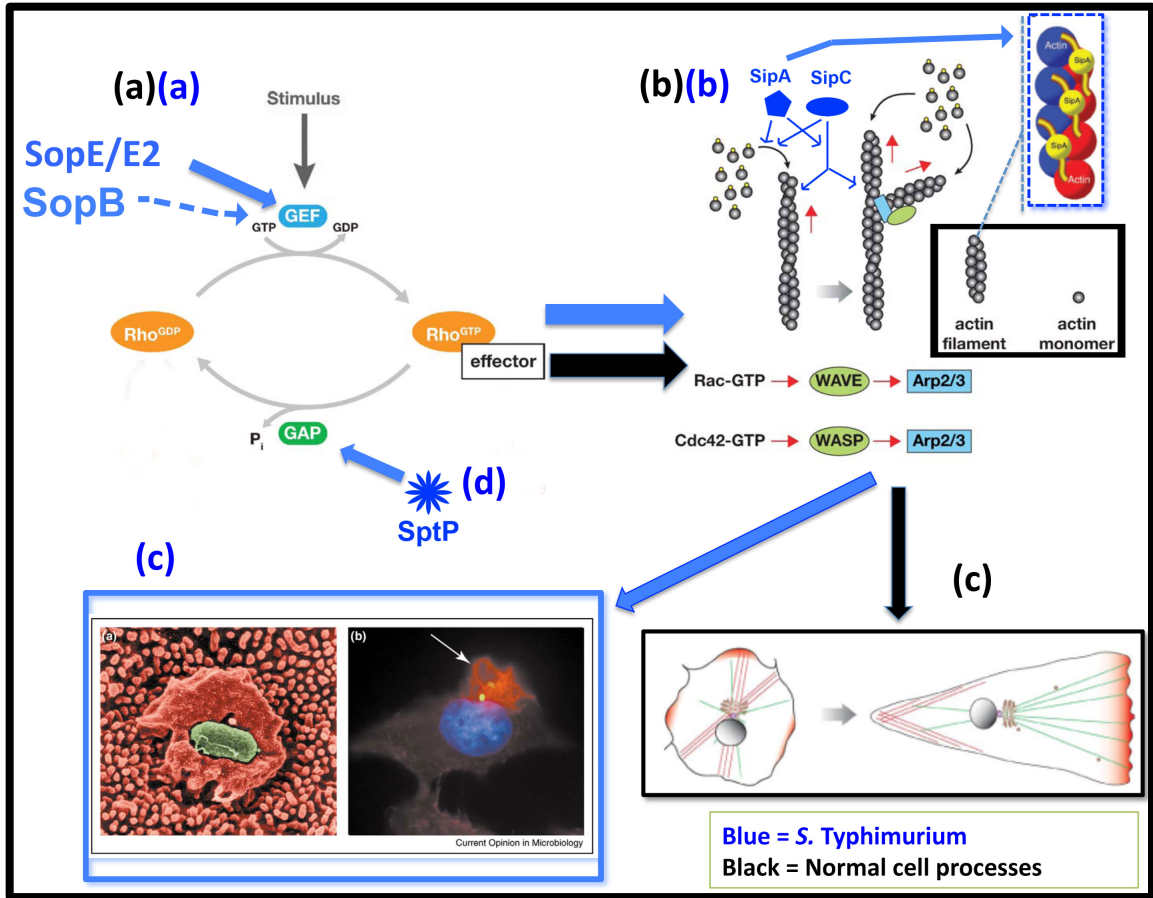 (a)(a)
Stimulus
SopE/E2
SopB
GEF
GTP
GDP
Rho^GDP
Rho^GTP
effector
P_i
GAP
(d)
SptP
(b)(b)
SipA
SipC
Actin
SipA
SipA
SipA
Actin
actin
filament
actin
monomer
Rac-GTP
WAVE
Arp2/3
Cdc42-GTP
WASP
Arp2/3
(c)
(a)
(b)
Current Opinion in Microbiology
(c)
Blue = S. Typhimurium
Black = Normal cell processes